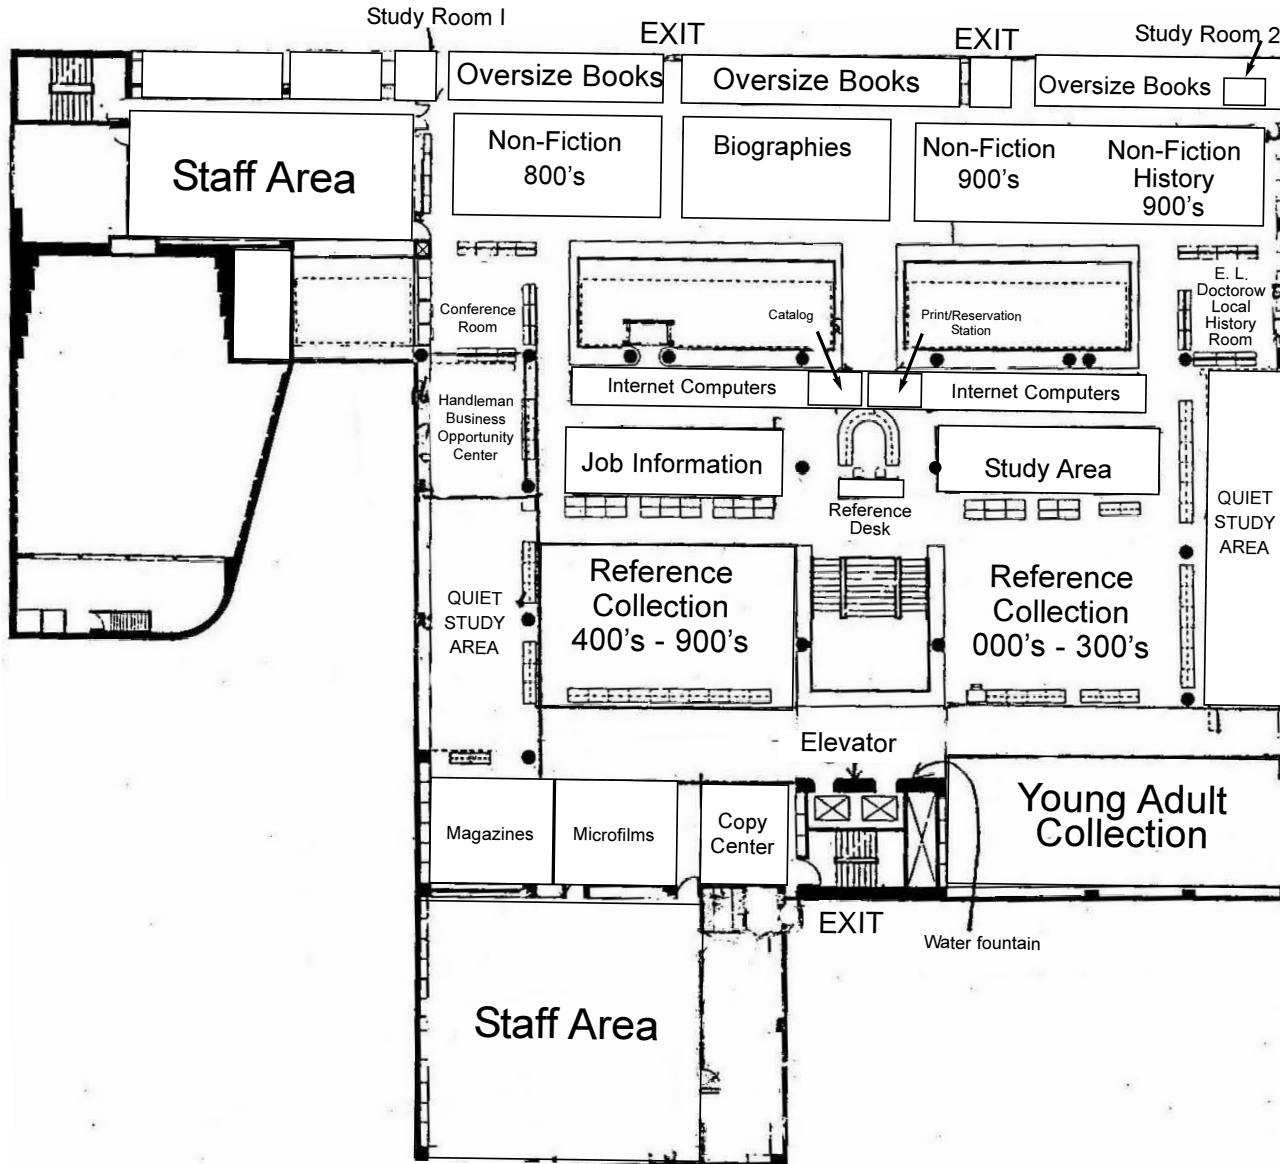 Study Room I
EXIT
EXIT
Study Room 2
Oversize Books
Oversize Books
Oversize Books
Staff Area
Non-Fiction
800's
Biographies
Non-Fiction
900's
Non-Fiction
History
900's
Conference
Room
Catalog
Print/Reservation
Station
E. L.
Doctorow
Local
History
Room
Internet Computers
Internet Computers
Handleman
Business
Opportunity
Center
Job Information
Study Area
Reference
Desk
QUIET
STUDY
AREA
QUIET
STUDY
AREA
Reference
Collection
400's - 900's
Reference
Collection
000's - 300's
Elevator
Magazines
Microfilms
Copy
Center
Young Adult
Collection
EXIT
Water fountain
Staff Area